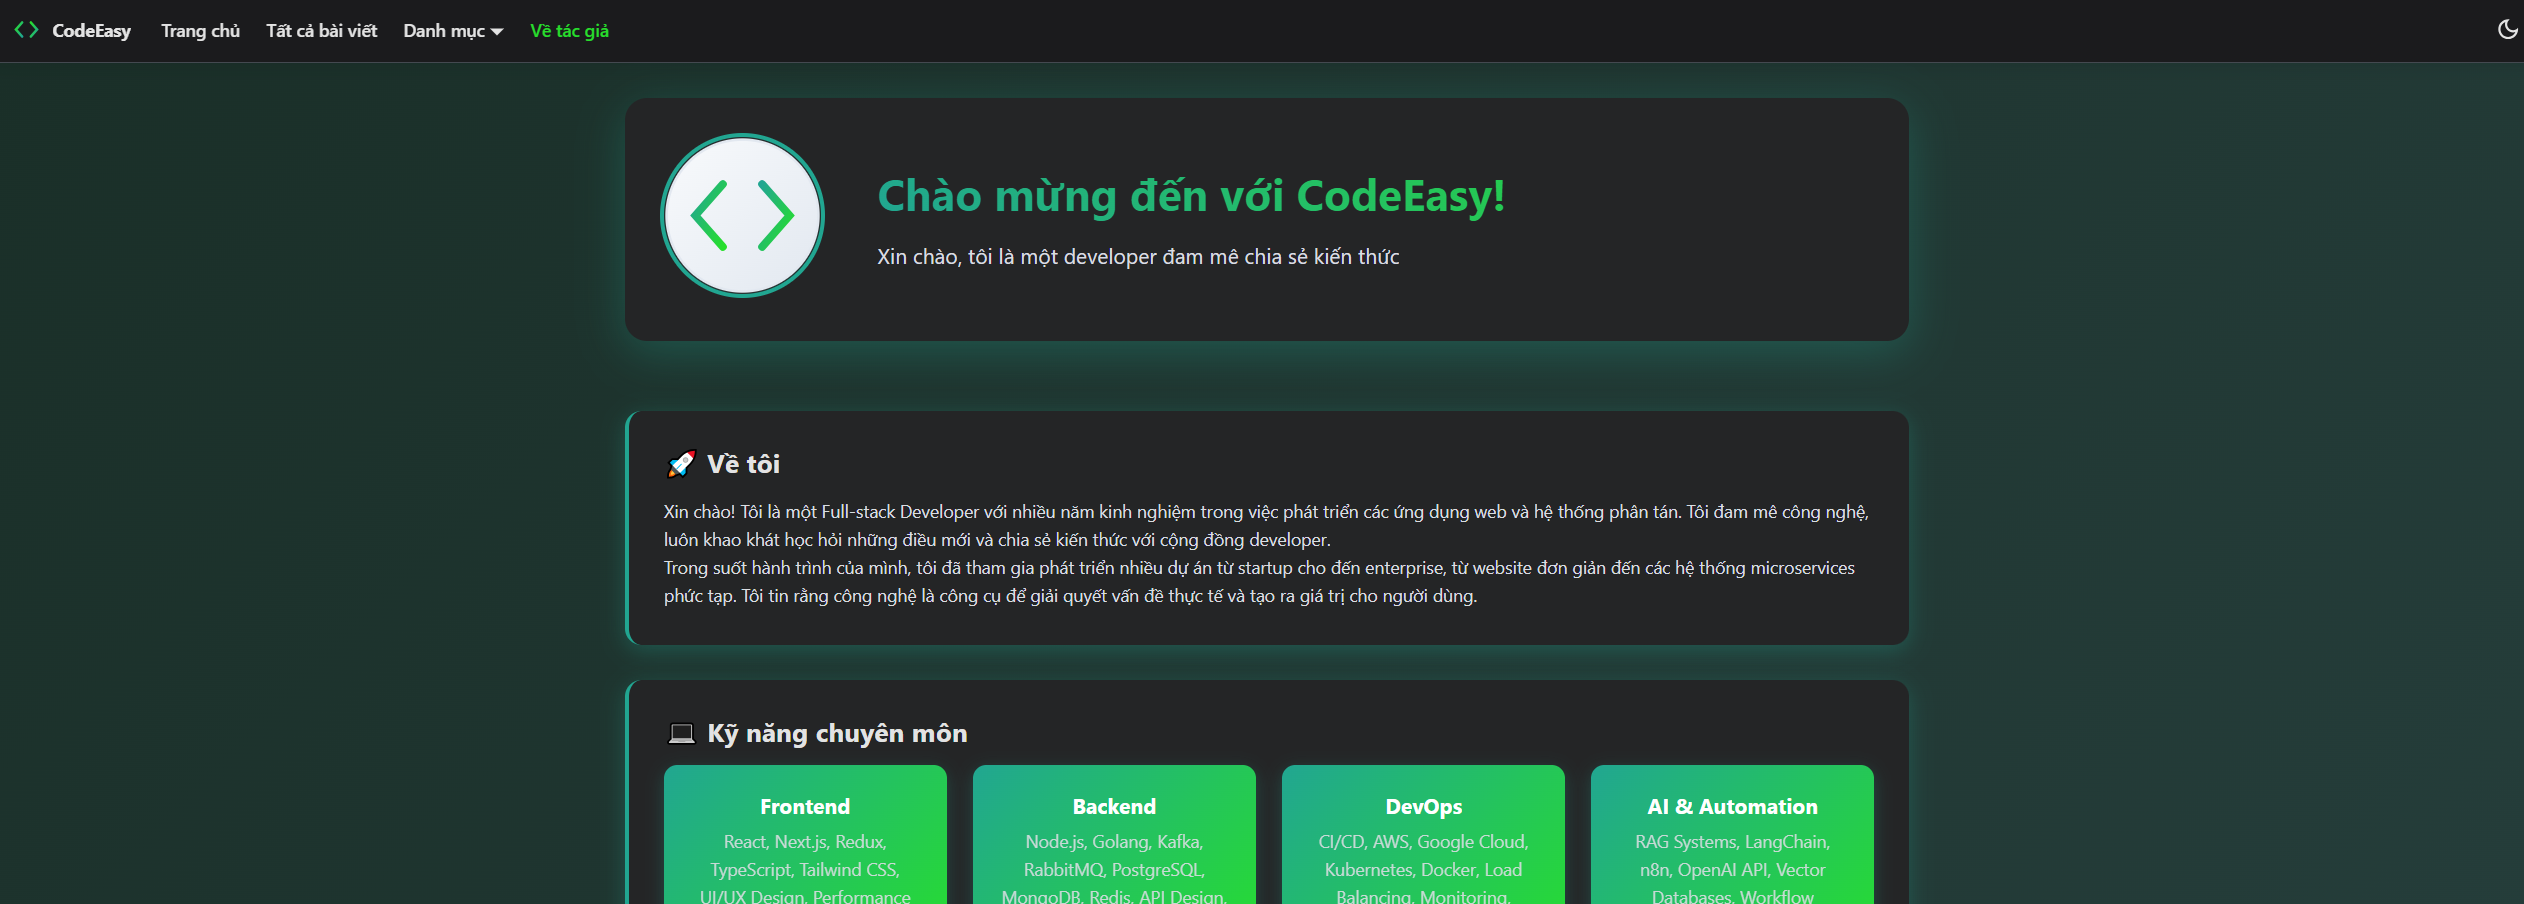 CodeEasy Trang chủ Tất cả bài viết Danh mục Về tác giả
Chào mừng đến với CodeEasy!
Xin chào, tôi là một developer đam mê chia sẻ kiến thức
Về tôi
Xin chào! Tôi là một Full-stack Developer với nhiều năm kinh nghiệm trong việc phát triển các ứng dụng web và hệ thống phân tán. Tôi đam mê công nghệ,
luôn khao khát học hỏi những điều mới và chia sẻ kiến thức với cộng đồng developer.
Trong suốt hành trình của mình, tôi đã tham gia phát triển nhiều dự án từ startup cho đến enterprise, từ website đơn giản đến các hệ thống microservices
phức tạp. Tôi tin rằng công nghệ là công cụ để giải quyết vấn đề thực tế và tạo ra giá trị cho người dùng.
Kỹ năng chuyên môn
Frontend
React, Next.js, Redux,
TypeScript, Tailwind CSS,
UI/UX Design, Performance
Backend
Node.js, Golang, Kafka,
RabbitMQ, PostgreSQL,
MongoDB, Redis, API Design,
DevOps
CI/CD, AWS, Google Cloud,
Kubernetes, Docker, Load
Balancing, Monitoring,
AI & Automation
RAG Systems, LangChain,
n8n, OpenAI API, Vector
Databases, Workflow